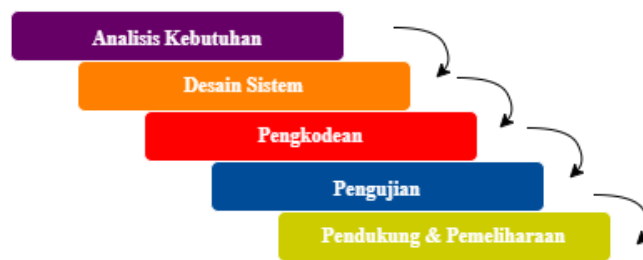 Analisis Kebutuhan
Desain Sistem
Pengkodean
Pengujian
Pendukung & Pemeliharaan